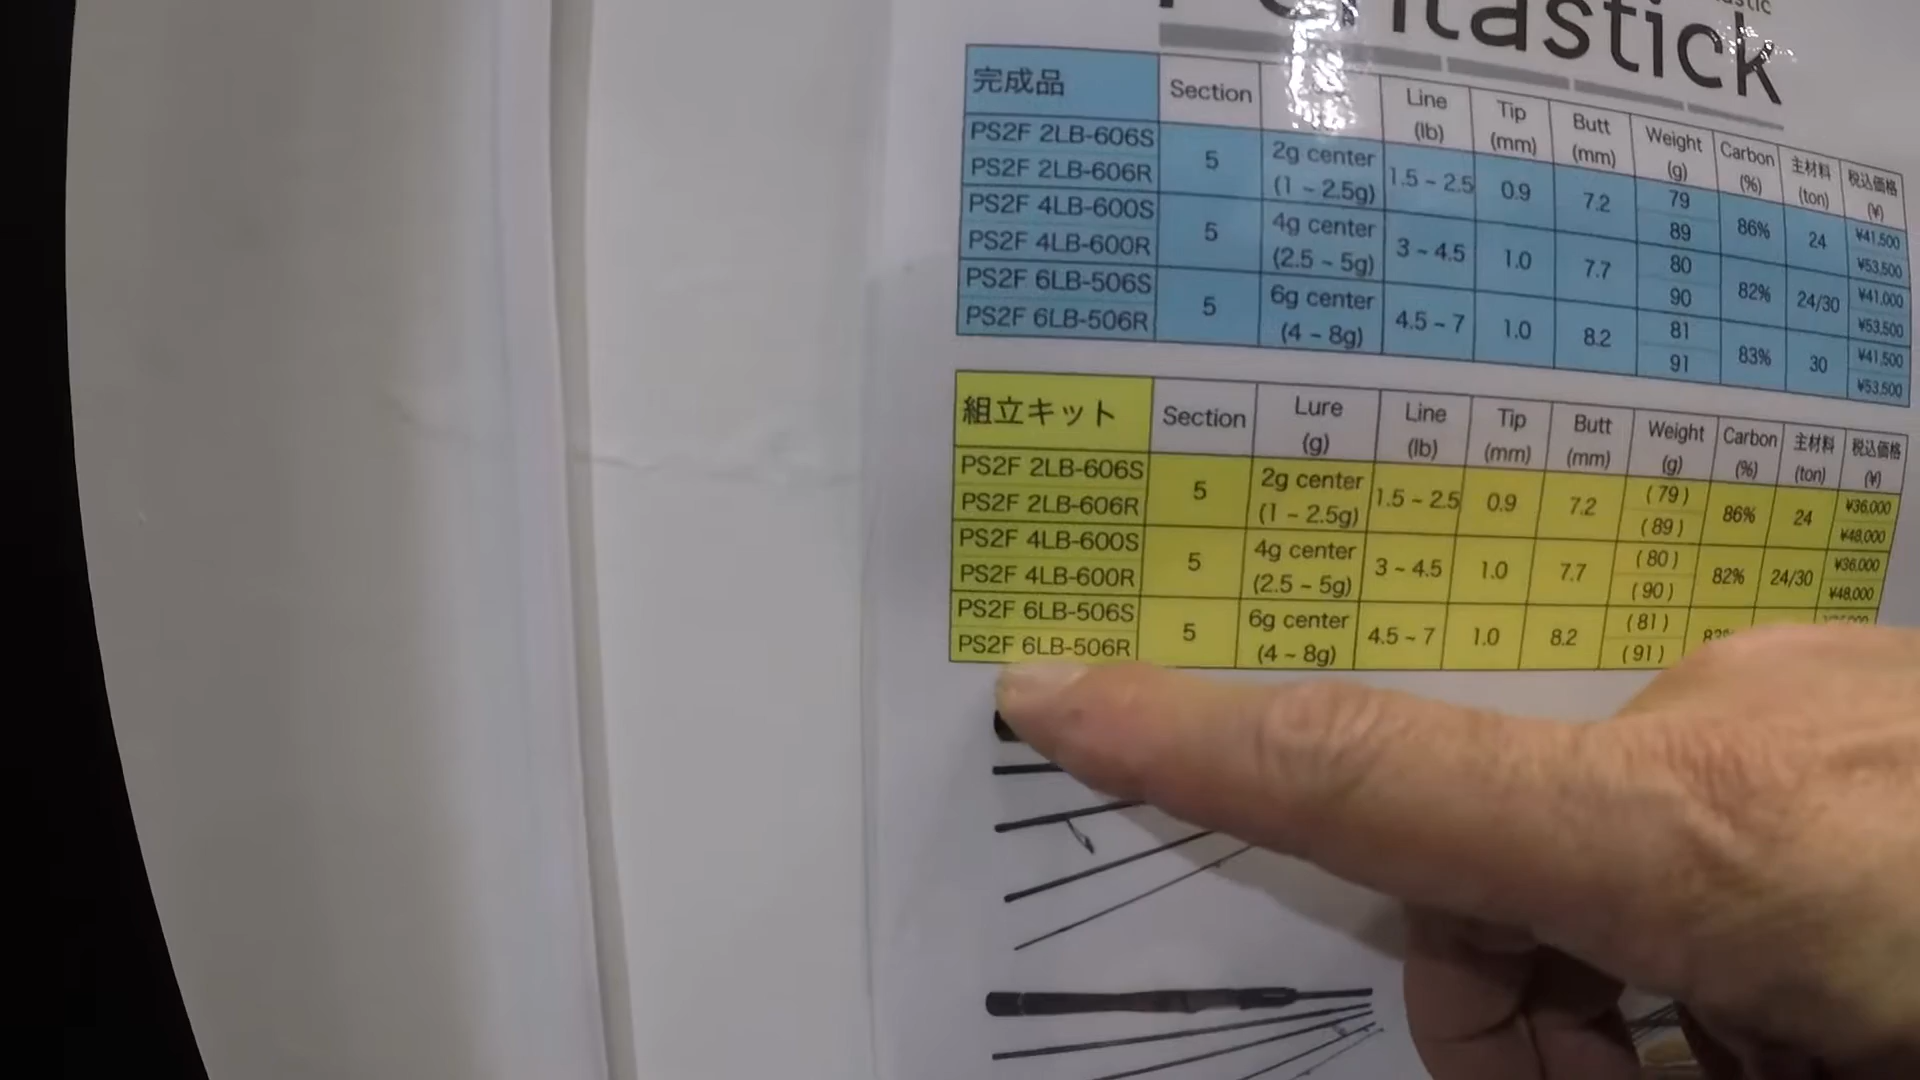 ntastick
完成品 Section Line (lb) Tip (mm) Butt (mm) Weight (g) Carbon (%) 主材料 (ton) 税込価格 (¥)
PS2F 2LB-606S 5 2g center (1 ~ 2.5g) 1.5 ~ 2.5 0.9 7.2 79 86% 24 ¥41,500
PS2F 2LB-606R 89 ¥53,500
PS2F 4LB-600S 5 4g center (2.5 ~ 5g) 3 ~ 4.5 1.0 7.7 80 82% 24/30 ¥41,000
PS2F 4LB-600R 90 ¥53,500
PS2F 6LB-506S 5 6g center (4 ~ 8g) 4.5 ~ 7 1.0 8.2 81 83% 30 ¥41,500
PS2F 6LB-506R 91 ¥53,500
組立キット Section Lure (g) Line (lb) Tip (mm) Butt (mm) Weight (g) Carbon (%) 主材料 (ton) 税込価格 (¥)
PS2F 2LB-606S 5 2g center (1 ~ 2.5g) 1.5 ~ 2.5 0.9 7.2 (79) 86% 24 ¥36,000
PS2F 2LB-606R (89) ¥48,000
PS2F 4LB-600S 5 4g center (2.5 ~ 5g) 3 ~ 4.5 1.0 7.7 (80) 82% 24/30 ¥36,000
PS2F 4LB-600R (90) ¥48,000
PS2F 6LB-506S 5 6g center (4 ~ 8g) 4.5 ~ 7 1.0 8.2 (81)
PS2F 6LB-506R (91)